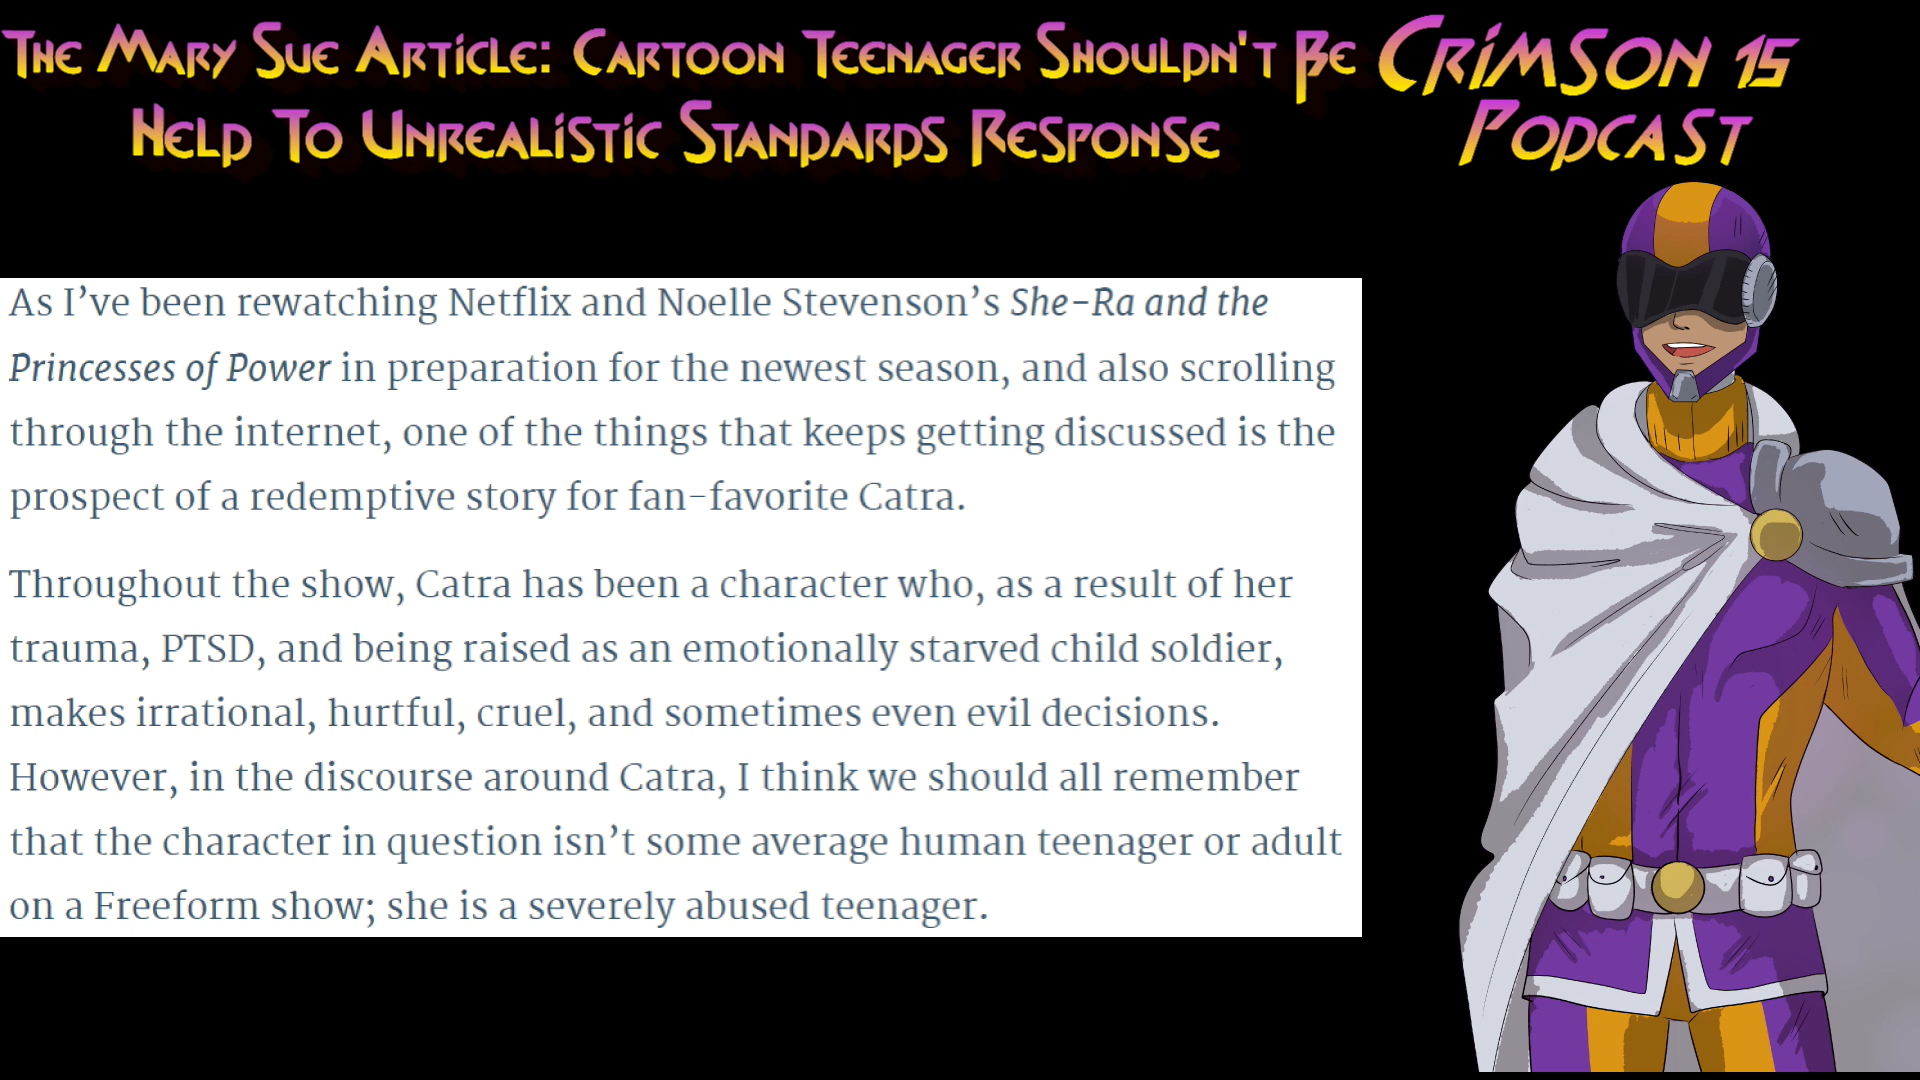 The Mary Sue Article: Cartoon Teenager Shouldn't Be
Help To Unrealistic Standards Response
Crimson 15
Podcast
As I’ve been rewatching Netflix and Noelle Stevenson’s She-Ra and the
Princesses of Power in preparation for the newest season, and also scrolling
through the internet, one of the things that keeps getting discussed is the
prospect of a redemptive story for fan-favorite Catra.
Throughout the show, Catra has been a character who, as a result of her
trauma, PTSD, and being raised as an emotionally starved child soldier,
makes irrational, hurtful, cruel, and sometimes even evil decisions.
However, in the discourse around Catra, I think we should all remember
that the character in question isn’t some average human teenager or adult
on a Freeform show; she is a severely abused teenager.